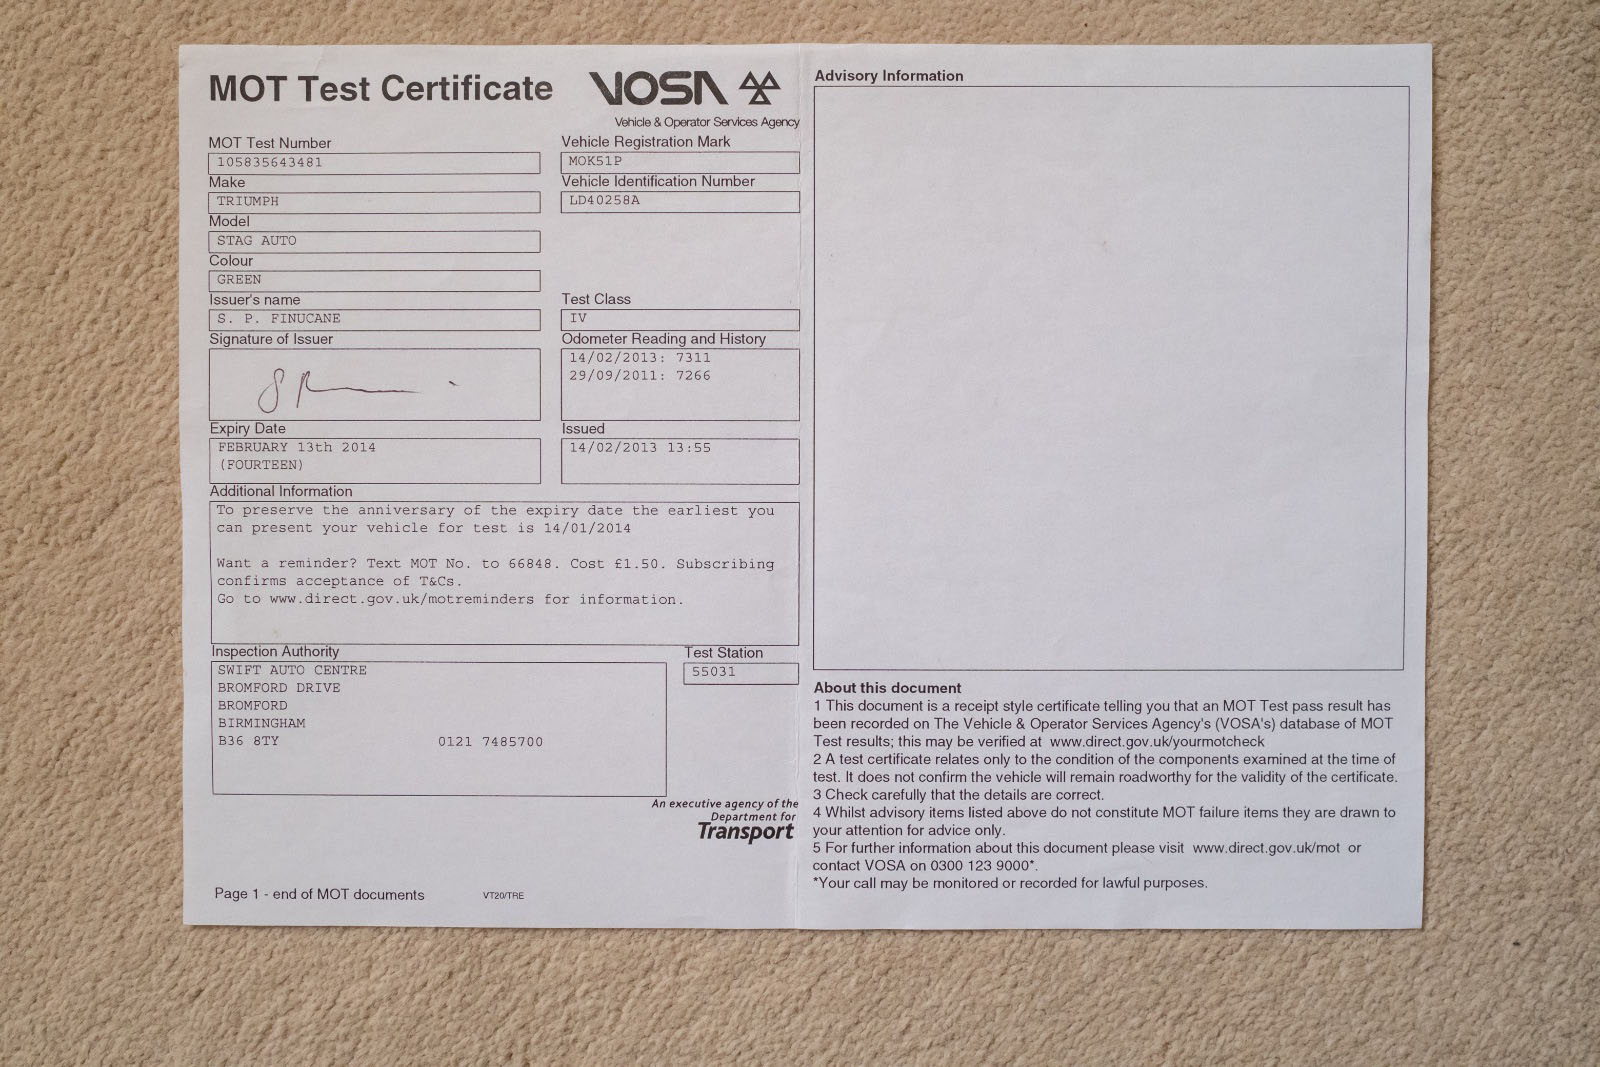 MOT Test Certificate
VOSA
Vehicle & Operator Services Agency
MOT Test Number
105835643481
Vehicle Registration Mark
MOK51P
Make
TRIUMPH
Vehicle Identification Number
LD40258A
Model
STAG AUTO
Colour
GREEN
Issuer's name
S. P. FINUCANE
Test Class
IV
Signature of Issuer
Odometer Reading and History
14/02/2013: 7311
29/09/2011: 7266
Expiry Date
FEBRUARY 13th 2014
(FOURTEEN)
Issued
14/02/2013 13:55
Additional Information
To preserve the anniversary of the expiry date the earliest you
can present your vehicle for test is 14/01/2014
Want a reminder? Text MOT No. to 66848. Cost £1.50. Subscribing
confirms acceptance of T&Cs.
Go to www.direct.gov.uk/motreminders for information.
Inspection Authority
SWIFT AUTO CENTRE
BROMFORD DRIVE
BROMFORD
BIRMINGHAM
B36 8TY 0121 7485700
Test Station
55031
An executive agency of the
Department for
Transport
Page 1 - end of MOT documents VT20/TRE
Advisory Information
About this document
1 This document is a receipt style certificate telling you that an MOT Test pass result has
been recorded on The Vehicle & Operator Services Agency's (VOSA's) database of MOT
Test results; this may be verified at www.direct.gov.uk/yourmotcheck
2 A test certificate relates only to the condition of the components examined at the time of
test. It does not confirm the vehicle will remain roadworthy for the validity of the certificate.
3 Check carefully that the details are correct.
4 Whilst advisory items listed above do not constitute MOT failure items they are drawn to
your attention for advice only.
5 For further information about this document please visit www.direct.gov.uk/mot or
contact VOSA on 0300 123 9000*.
*Your call may be monitored or recorded for lawful purposes.